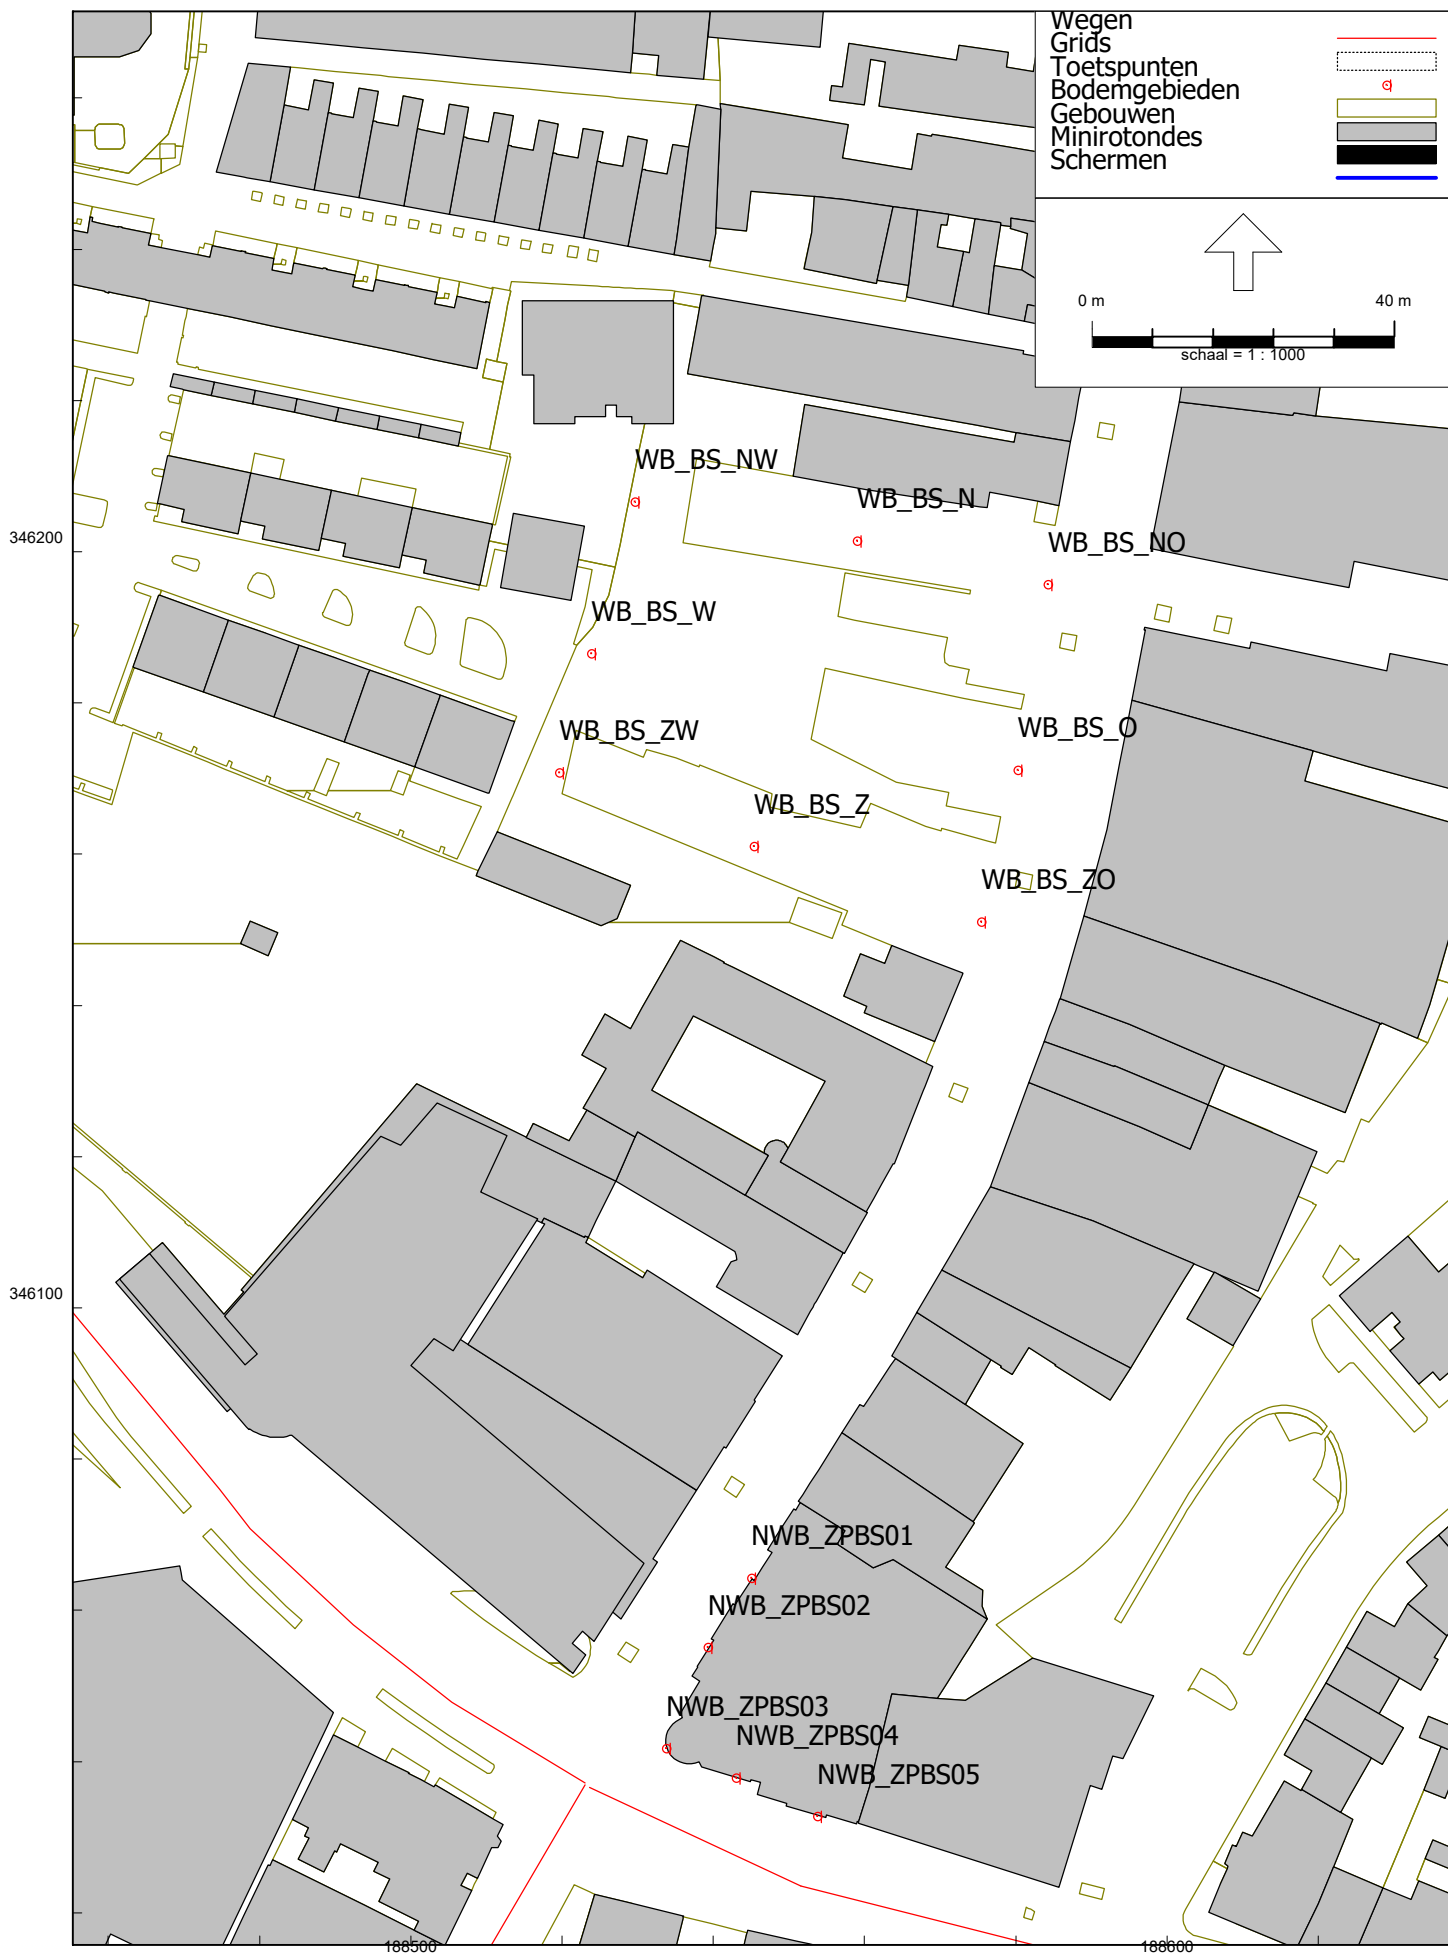 Wegen
Grids
Toetspunten
Bodemgebieden
Gebouwen
Minirotondes
Schermen
0 m 40 m
schaal = 1 : 1000
WB_BS_NW
WB_BS_N
346200
WB_BS_NO
WB_BS_W
WB_BS_ZW
WB_BS_O
WB_BS_Z
WB_BS_ZO
346100
NWB_ZPBS01
NWB_ZPBS02
NWB_ZPBS03
NWB_ZPBS04
NWB_ZPBS05
188500 188600